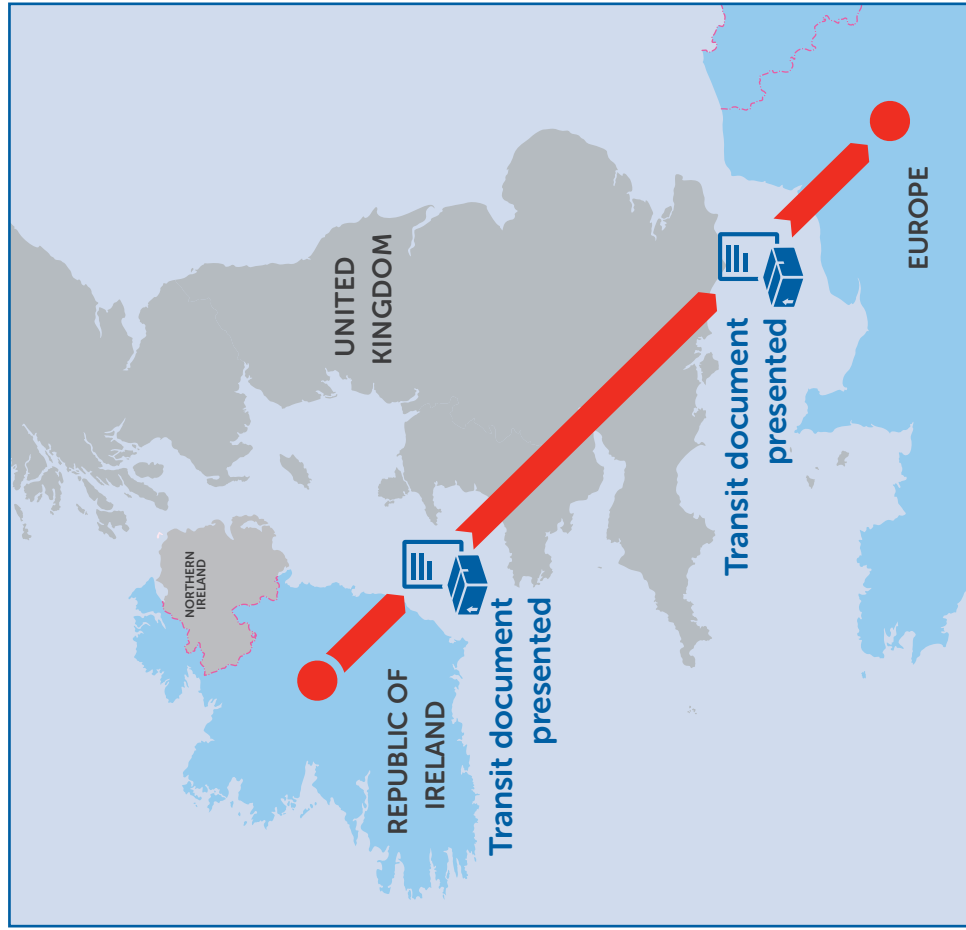 NORTHERN
IRELAND
UNITED
KINGDOM
REPUBLIC OF
IRELAND
Transit document
presented
Transit document
presented
EUROPE